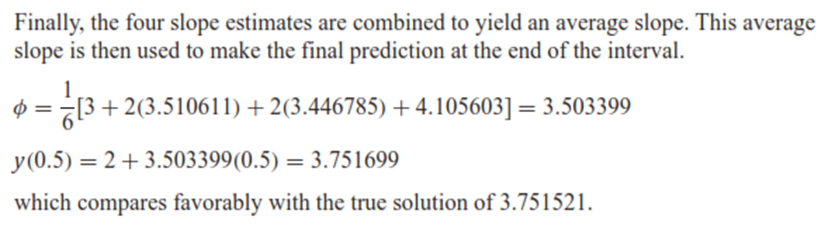 Finally, the four slope estimates are combined to yield an average slope. This average
slope is then used to make the final prediction at the end of the interval.
ϕ = 1/6[3 + 2(3.510611) + 2(3.446785) + 4.105603] = 3.503399
y(0.5) = 2 + 3.503399(0.5) = 3.751699
which compares favorably with the true solution of 3.751521.